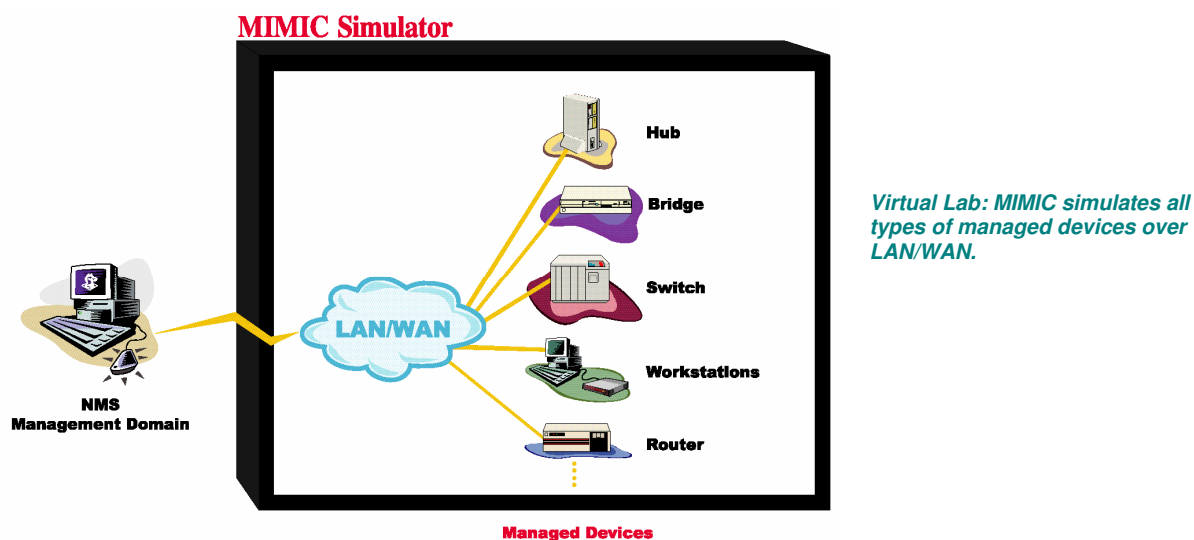 MIMIC Simulator
Hub
Bridge
Switch
Workstations
Router
LAN/WAN
NMS
Management Domain
Managed Devices
Virtual Lab: MIMIC simulates all
types of managed devices over
LAN/WAN.